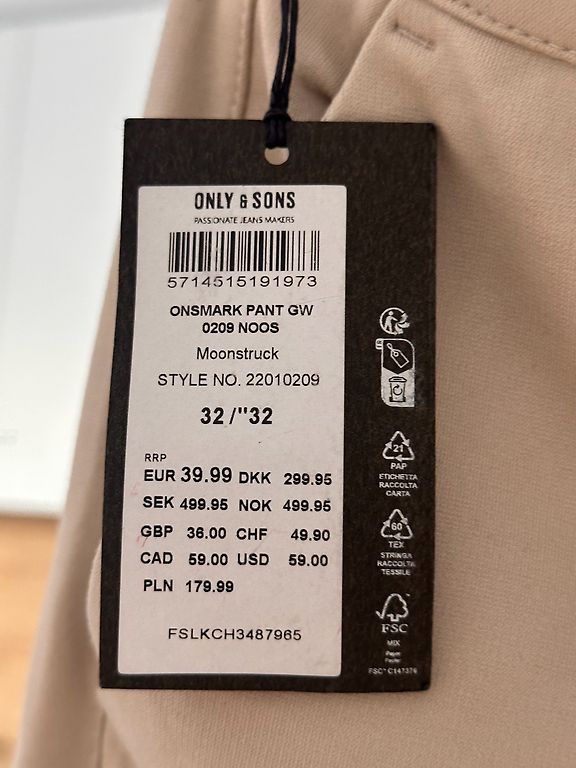 ONLY & SONS
PASSIONATE JEANS MAKERS
5714515191973
ONSMARK PANT GW
0209 NOOS
Moonstruck
STYLE NO. 22010209
32 /"32
RRP
EUR 39.99 DKK 299.95
SEK 499.95 NOK 499.95
GBP 36.00 CHF 49.90
CAD 59.00 USD 59.00
PLN 179.99
FSLKCH3487965
21
PAP
ETICHETTA
RACCOLTA
CARTA
60
TEX
STRINGA
RACCOLTA
TESSILE
FSC
MIX
Paper
FSC® C147376